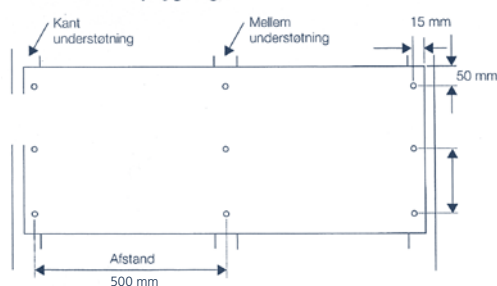 Kant
understøtning
Mellem
understøtning
15 mm
50 mm
Afstand
500 mm